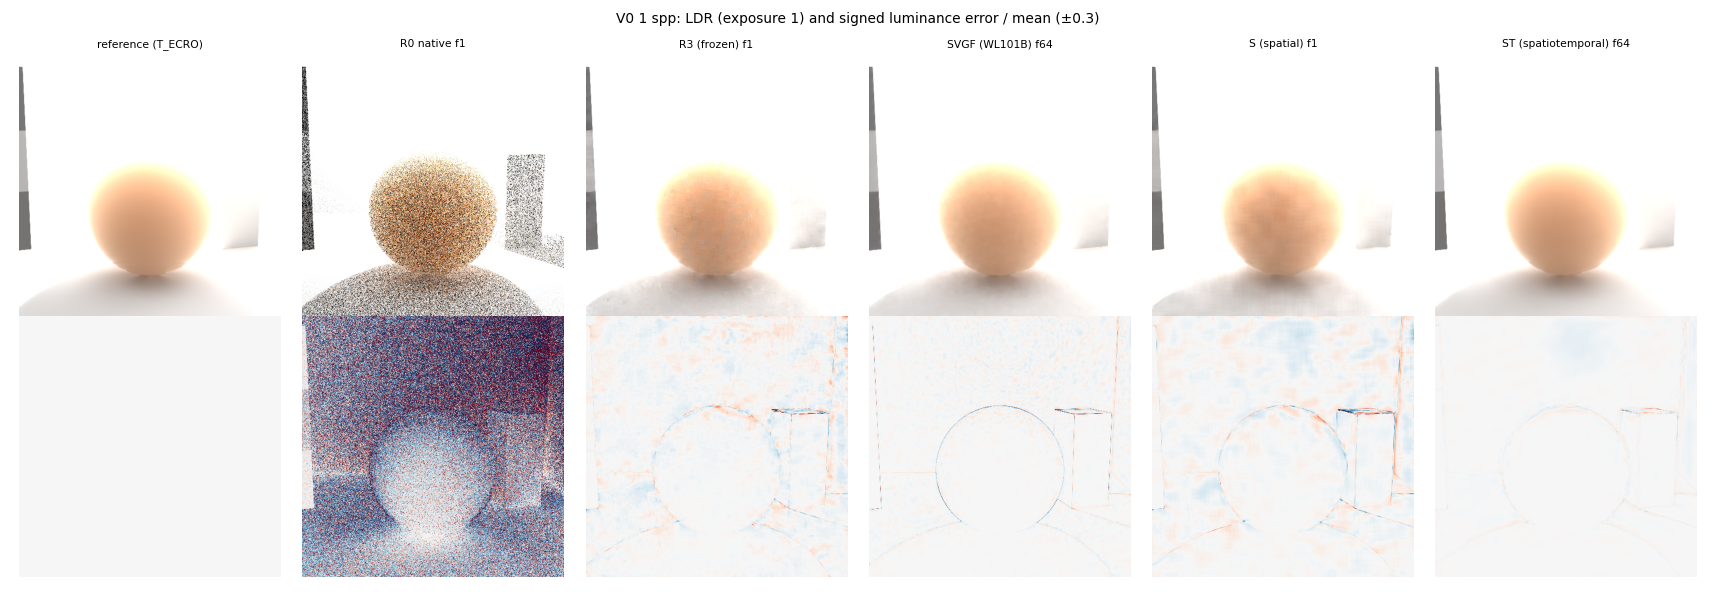 V0 1 spp: LDR (exposure 1) and signed luminance error / mean (±0.3)
reference (T_ECRO)
R0 native f1
R3 (frozen) f1
SVGF (WL101B) f64
S (spatial) f1
ST (spatiotemporal) f64